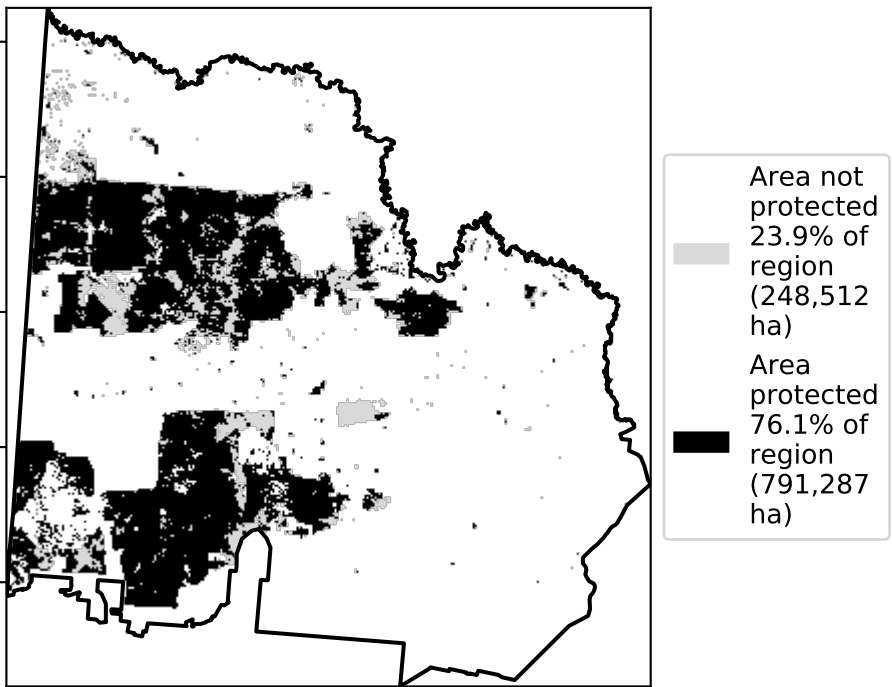 Area not
protected
23.9% of
region
(248,512
ha)
Area
protected
76.1% of
region
(791,287
ha)